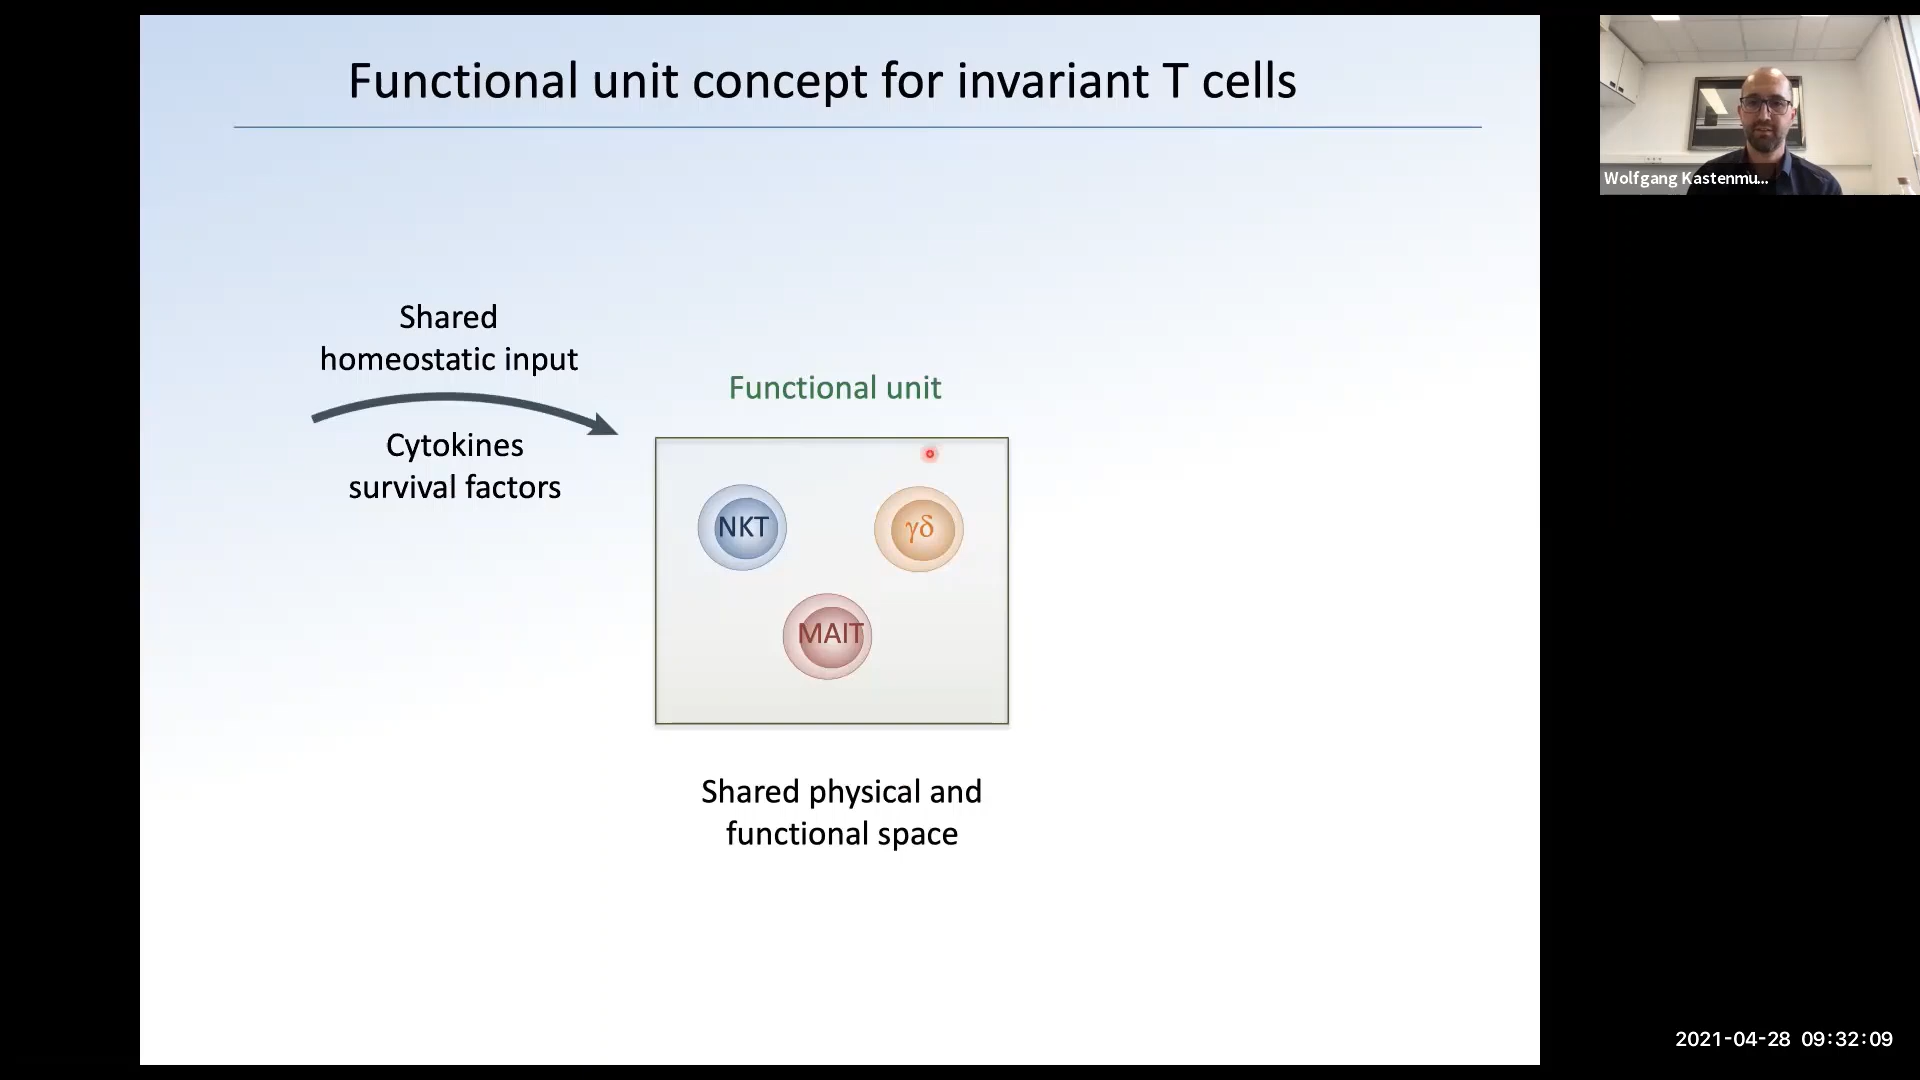 Functional unit concept for invariant T cells
Shared
homeostatic input
Cytokines
survival factors
Functional unit
NKT
γδ
MAIT
Shared physical and
functional space
Wolfgang Kastenmu...
2021-04-28 09:32:09